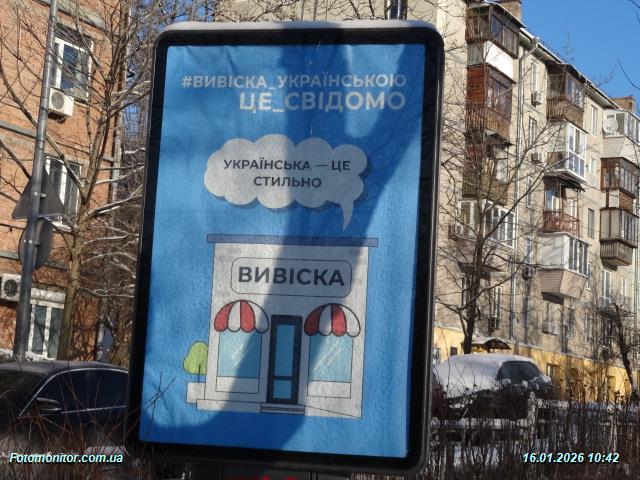 #ВИВІСКА_УКРАЇНСЬКОЮ
ЦЕ_СВІДОМО
УКРАЇНСЬКА — ЦЕ
СТИЛЬНО
ВИВІСКА
Fotomonitor.com.ua
16.01.2026 10:42